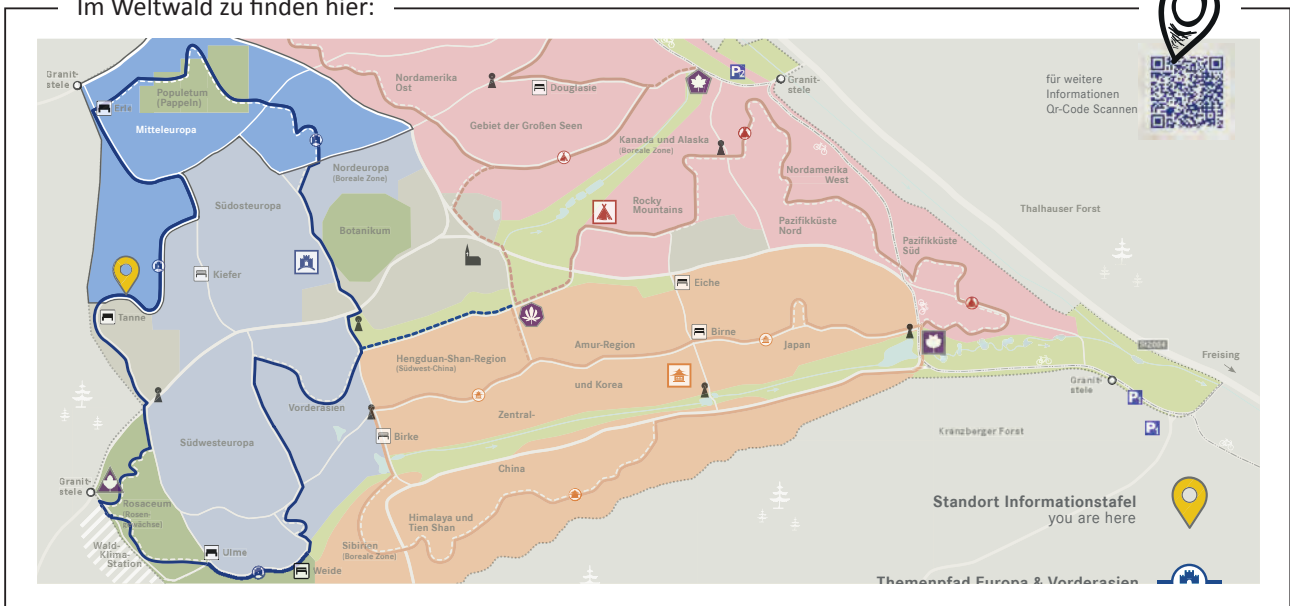 Im Weltwald zu finden hier:
Granit-
stele
Erle
Populetum
(Pappeln)
Mitteleuropa
Nordamerika
Ost
Douglasie
P2
Granit-
stele
für weitere
Informationen
Qr-Code Scannen
Gebiet der Großen Seen
Kanada und Alaska
(Boreale Zone)
Nordeuropa
(Boreale Zone)
Nordamerika
West
Südosteuropa
Botanikum
Rocky
Mountains
Pazifikküste
Nord
Thalhauser Forst
Pazifikküste
Süd
Kiefer
Eiche
Tanne
Birne
Amur-Region
Japan
St2084
Freising
Hengduan-Shan-Region
(Südwest-China)
und Korea
Granit-
stele
P1
Vorderasien
Zentral-
P1
Kranzberger Forst
Südwesteuropa
Birke
China
Granit-
stele
Rosaceum
(Rosen-
gewächse)
Himalaya und
Tien Shan
Standort Informationstafel
you are here
Wald-
Klima-
Station
Ulme
Sibirien
(Boreale Zone)
Weide
Themenpfad Europa & Vorderasien